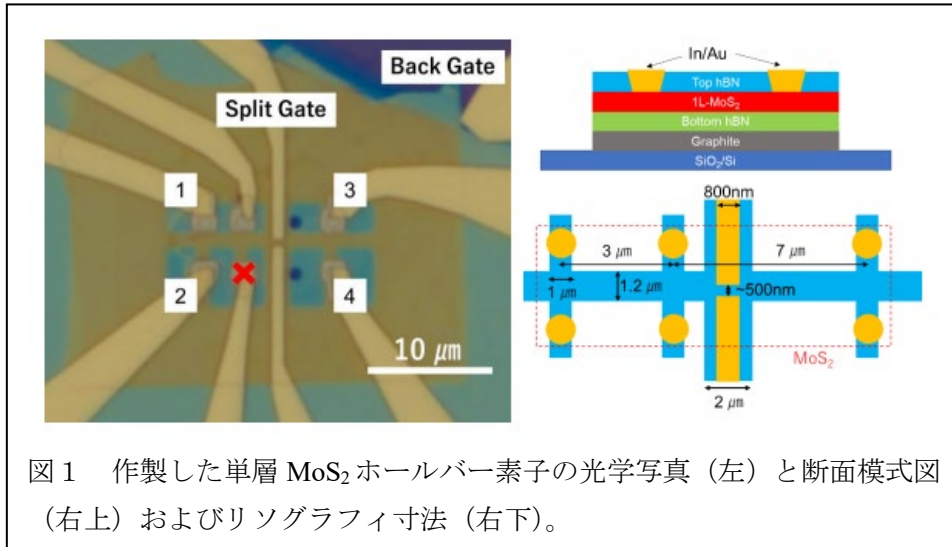 Back Gate
Split Gate
1
3
2
4
10 μm
In/Au
Top hBN
1L-MoS₂
Bottom hBN
Graphite
SiO₂/Si
800nm
3 μm
7 μm
1 μm
1.2 μm
~500nm
MoS₂
2 μm
図１　作製した単層 MoS₂ ホールバー素子の光学写真（左）と断面模式図
（右上）およびリソグラフィ寸法（右下）。